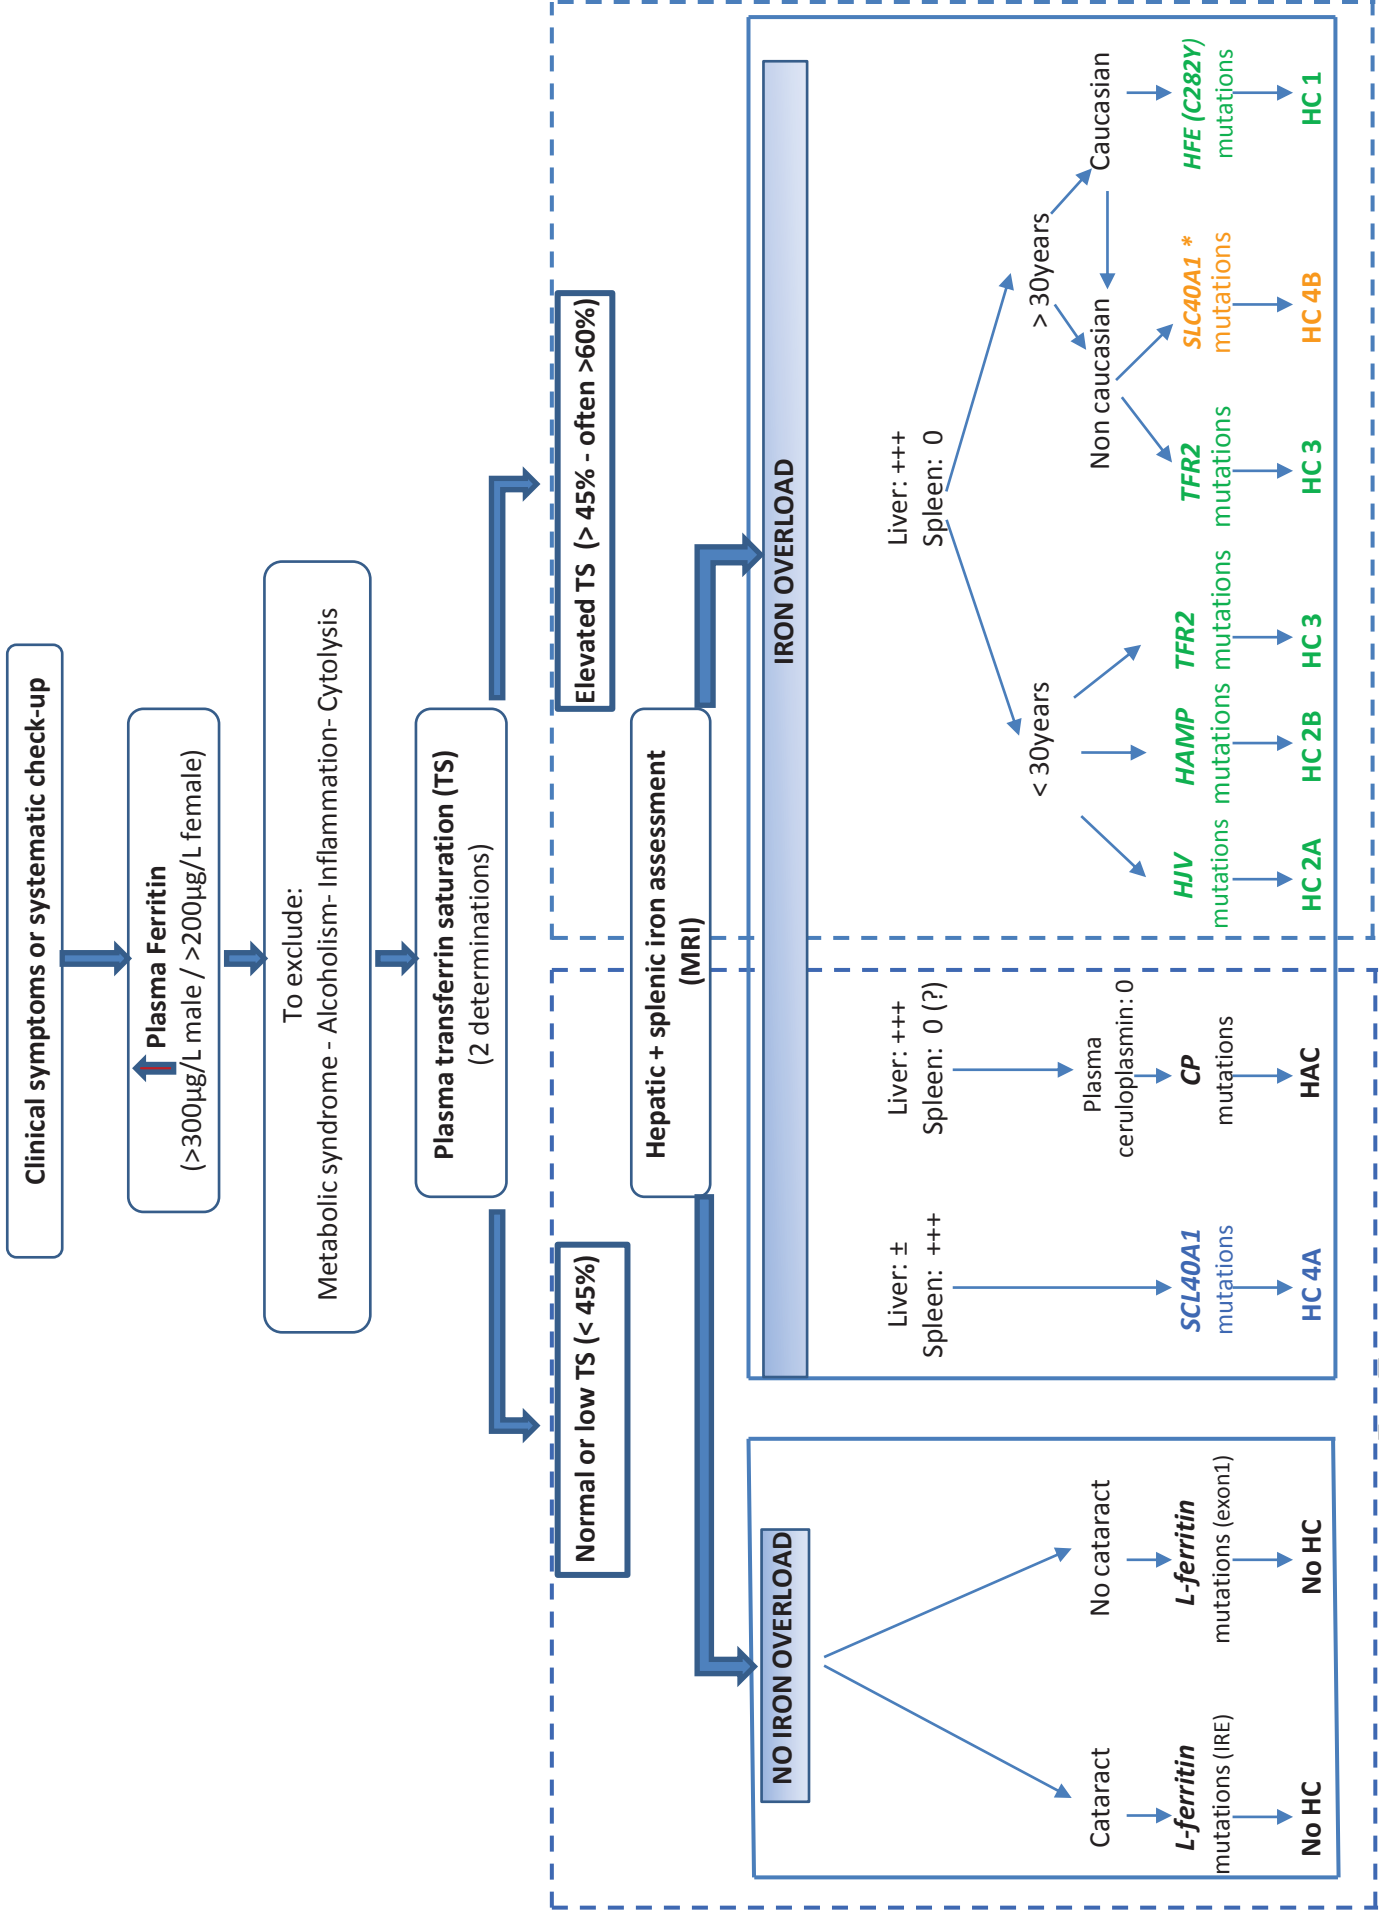 Clinical symptoms or systematic check-up
Plasma Ferritin
(>300µg/L male / >200µg/L female)
To exclude:
Metabolic syndrome - Alcoholism- Inflammation- Cytolysis
Plasma transferrin saturation (TS)
(2 determinations)
Normal or low TS (< 45%)
Elevated TS (> 45% - often >60%)
Hepatic + splenic iron assessment
(MRI)
NO IRON OVERLOAD
IRON OVERLOAD
Cataract
L-ferritin
mutations (IRE)
No HC
No cataract
L-ferritin
mutations (exon1)
No HC
Liver: ±
Spleen: +++
SCL40A1
mutations
HC 4A
Liver: +++
Spleen: 0 (?)
Plasma
ceruloplasmin: 0
CP
mutations
HAC
Liver: +++
Spleen: 0
< 30years
HJV
mutations
HC 2A
HAMP
mutations
HC 2B
TFR2
mutations
HC 3
> 30years
Non caucasian
TFR2
mutations
HC 3
SLC40A1 *
mutations
HC 4B
Caucasian
HFE (C282Y)
mutations
HC 1